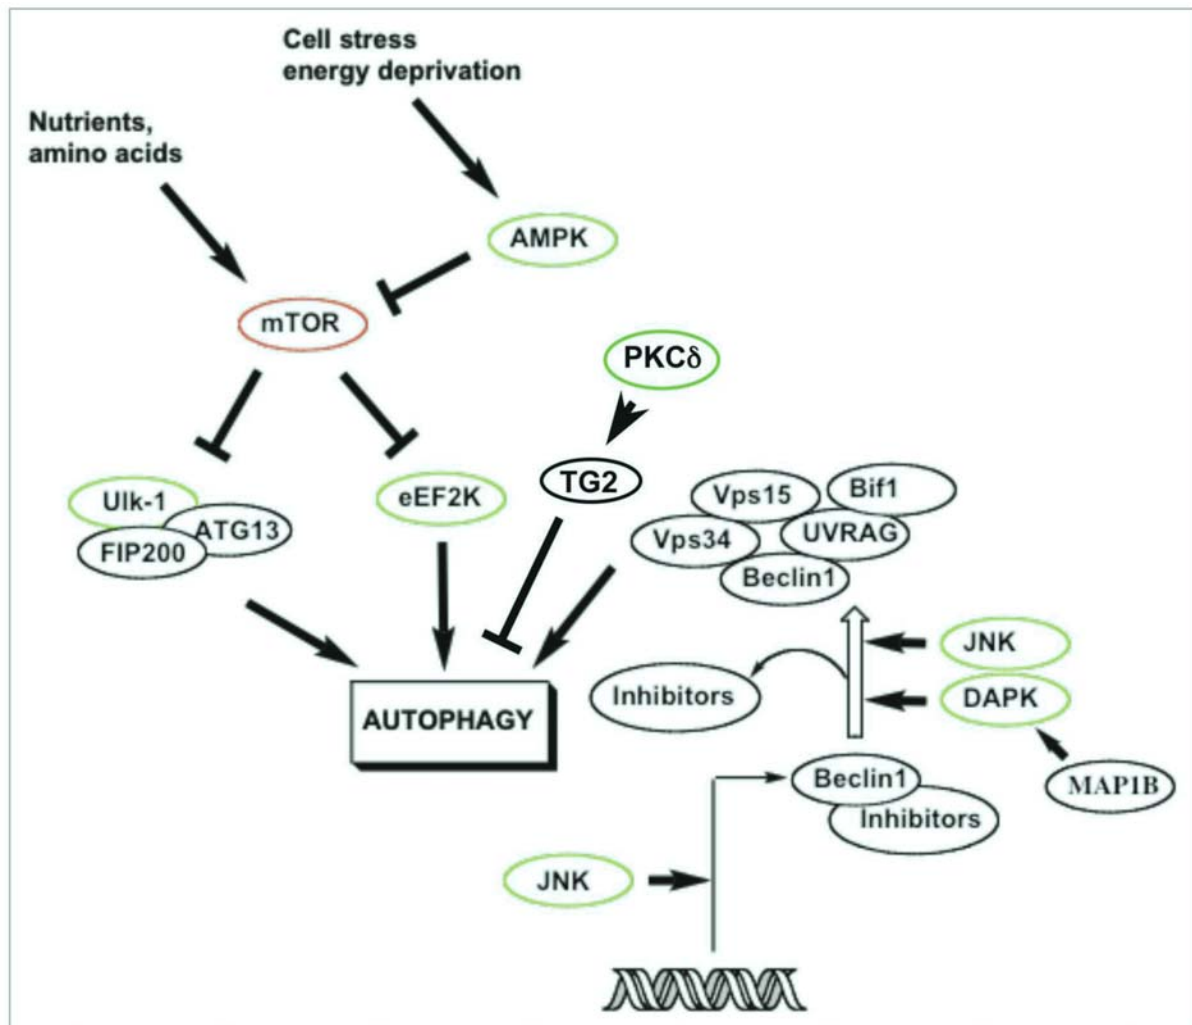 Cell stress
energy deprivation
Nutrients,
amino acids
AMPK
mTOR
PKCδ
TG2
Ulk-1
ATG13
FIP200
eEF2K
Vps15
Bif1
Vps34
UVRAG
Beclin1
JNK
DAPK
Inhibitors
AUTOPHAGY
MAP1B
Beclin1
Inhibitors
JNK